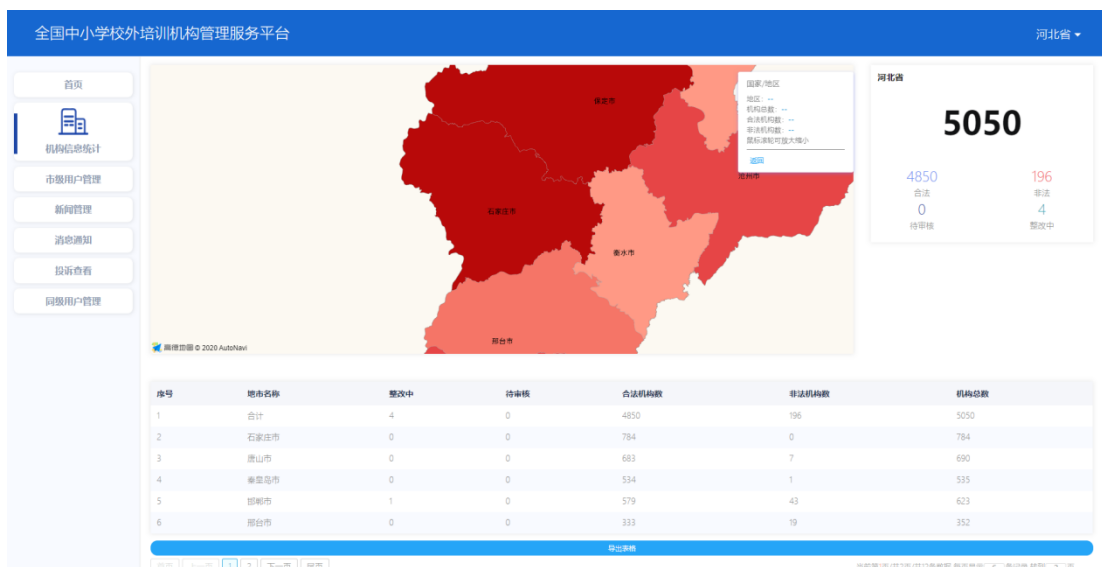 全国中小学校外培训机构管理服务平台
河北省
首页
机构信息统计
市级用户管理
新闻管理
消息通知
投诉查看
同级用户管理
保定市
石家庄市
衡水市
沧州市
邢台市
国家/地区
地区: --
机构总数: --
合法机构数: --
非法机构数: --
鼠标滚轮可放大缩小
返回
高德地图 © 2020 AutoNavi
河北省
5050
4850 196
合法 非法
0 4
待审核 整改中
序号 地市名称 整改中 待审核 合法机构数 非法机构数 机构总数
1 合计 4 0 4850 196 5050
2 石家庄市 0 0 784 0 784
3 唐山市 0 0 683 7 690
4 秦皇岛市 0 0 534 1 535
5 邯郸市 1 0 579 43 623
6 邢台市 0 0 333 19 352
导出表格
首页 上一页 1 2 下一页 尾页